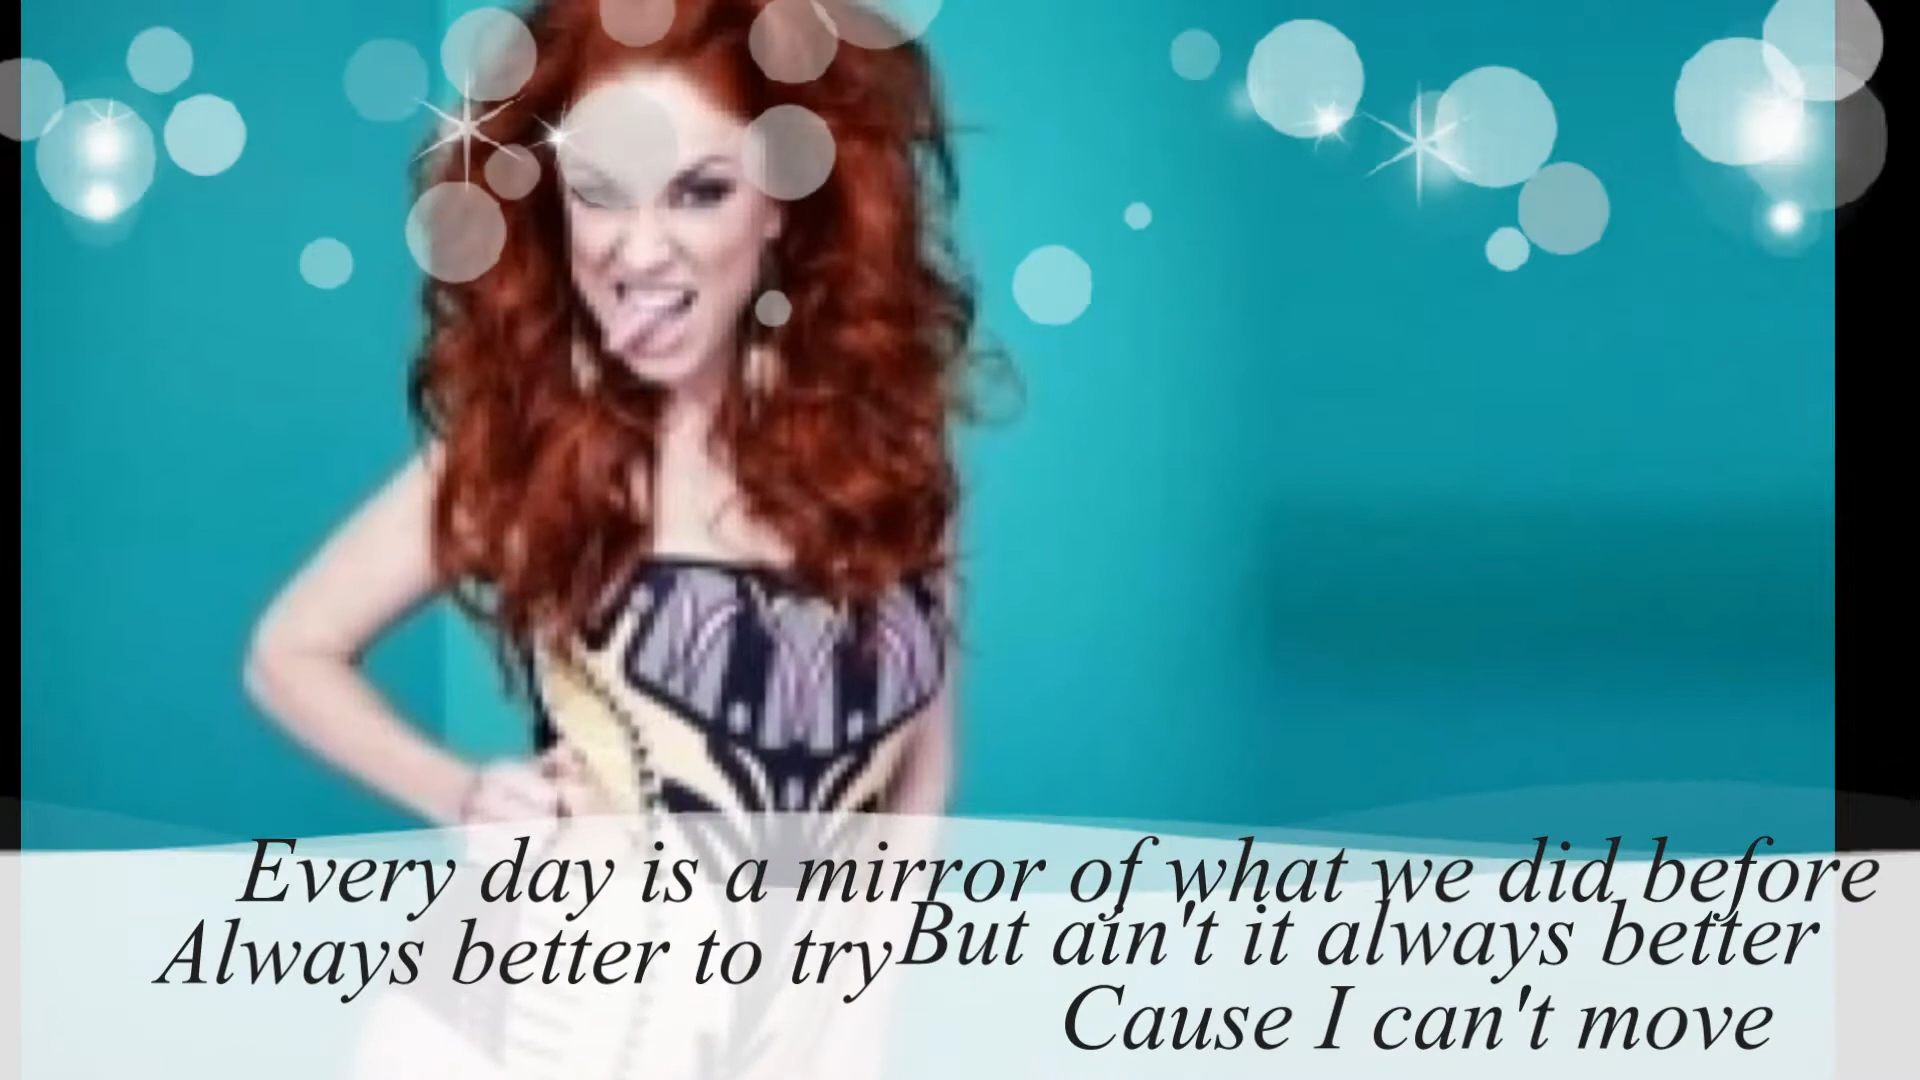 Every day is a mirror of what we did before
But ain't it always better
Always better to try
Cause I can't move